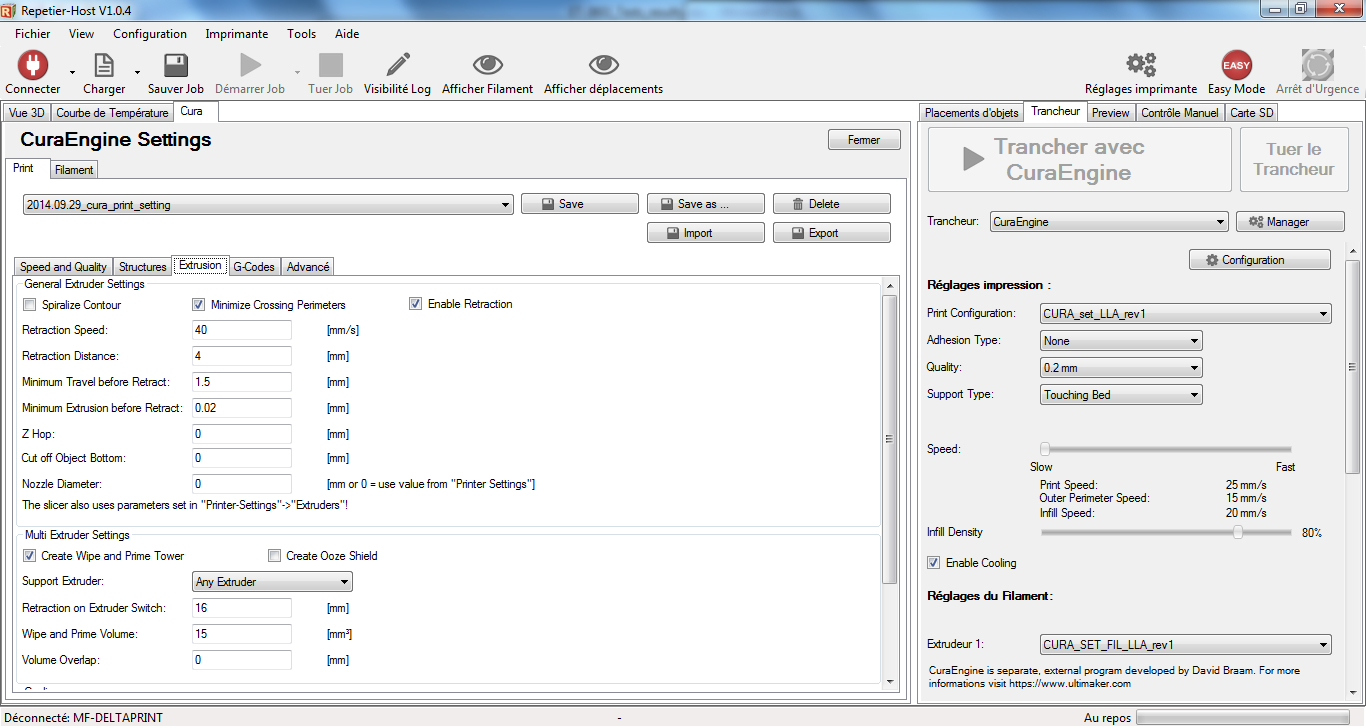 Repetier-Host V1.0.4
Fichier View Configuration Imprimante Tools Aide
Connecter Charger Sauver Job Démarrer Job Tuer Job Visibilité Log Afficher Filament Afficher déplacements Réglages imprimante EASY Easy Mode Arrêt d'Urgence
Vue 3D Courbe de Température Cura
CuraEngine Settings
Fermer
Print Filament
2014.09.29_cura_print_setting
Save Save as ... Delete
Import Export
Speed and Quality Structures Extrusion G-Codes Advancé
General Extruder Settings
Spiralize Contour Minimize Crossing Perimeters Enable Retraction
Retraction Speed: 40 [mm/s]
Retraction Distance: 4 [mm]
Minimum Travel before Retract: 1.5 [mm]
Minimum Extrusion before Retract: 0.02 [mm]
Z Hop: 0 [mm]
Cut off Object Bottom: 0 [mm]
Nozzle Diameter: 0 [mm or 0 = use value from "Printer Settings"]
The slicer also uses parameters set in "Printer-Settings"->"Extruders"!
Multi Extruder Settings
Create Wipe and Prime Tower Create Ooze Shield
Support Extruder: Any Extruder
Retraction on Extruder Switch: 16 [mm]
Wipe and Prime Volume: 15 [mm³]
Volume Overlap: 0 [mm]
Placements d'objets Trancheur Preview Contrôle Manuel Carte SD
Trancher avec
CuraEngine
Tuer le
Trancheur
Trancheur: CuraEngine Manager
Configuration
Réglages impression :
Print Configuration: CURA_set_LLA_rev1
Adhesion Type: None
Quality: 0.2 mm
Support Type: Touching Bed
Speed:
Slow Fast
Print Speed: 25 mm/s
Outer Perimeter Speed: 15 mm/s
Infill Speed: 20 mm/s
Infill Density 80%
Enable Cooling
Réglages du Filament:
Extrudeur 1: CURA_SET_FIL_LLA_rev1
CuraEngine is separate, external program developed by David Braam. For more
informations visit https://www.ultimaker.com
Déconnecté: MF-DELTAPRINT - Au repos